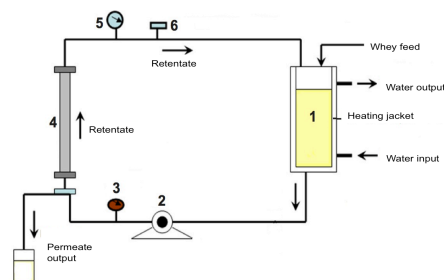 5
6
Retentate
Whey feed
Water output
4
Retentate
1
Heating jacket
Water input
3
2
Permeate
output